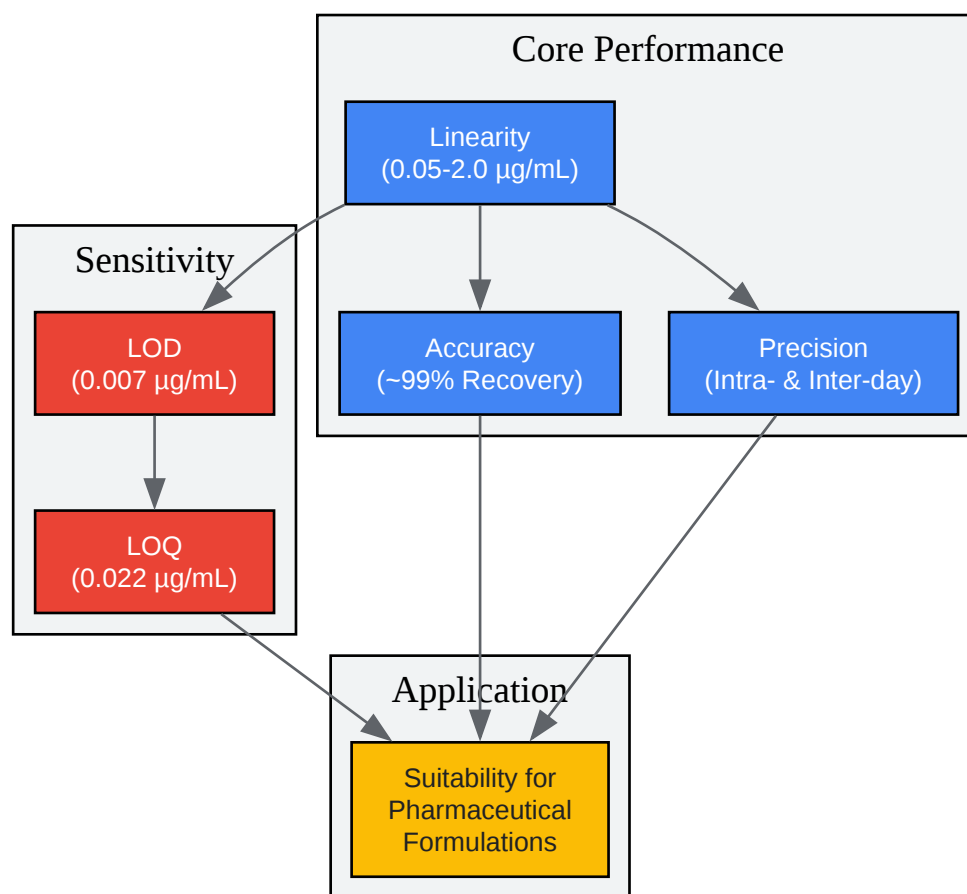 Core Performance
Linearity
(0.05-2.0 µg/mL)
Sensitivity
LOD
(0.007 µg/mL)
Accuracy
(~99% Recovery)
Precision
(Intra- & Inter-day)
LOQ
(0.022 µg/mL)
Application
Suitability for
Pharmaceutical
Formulations